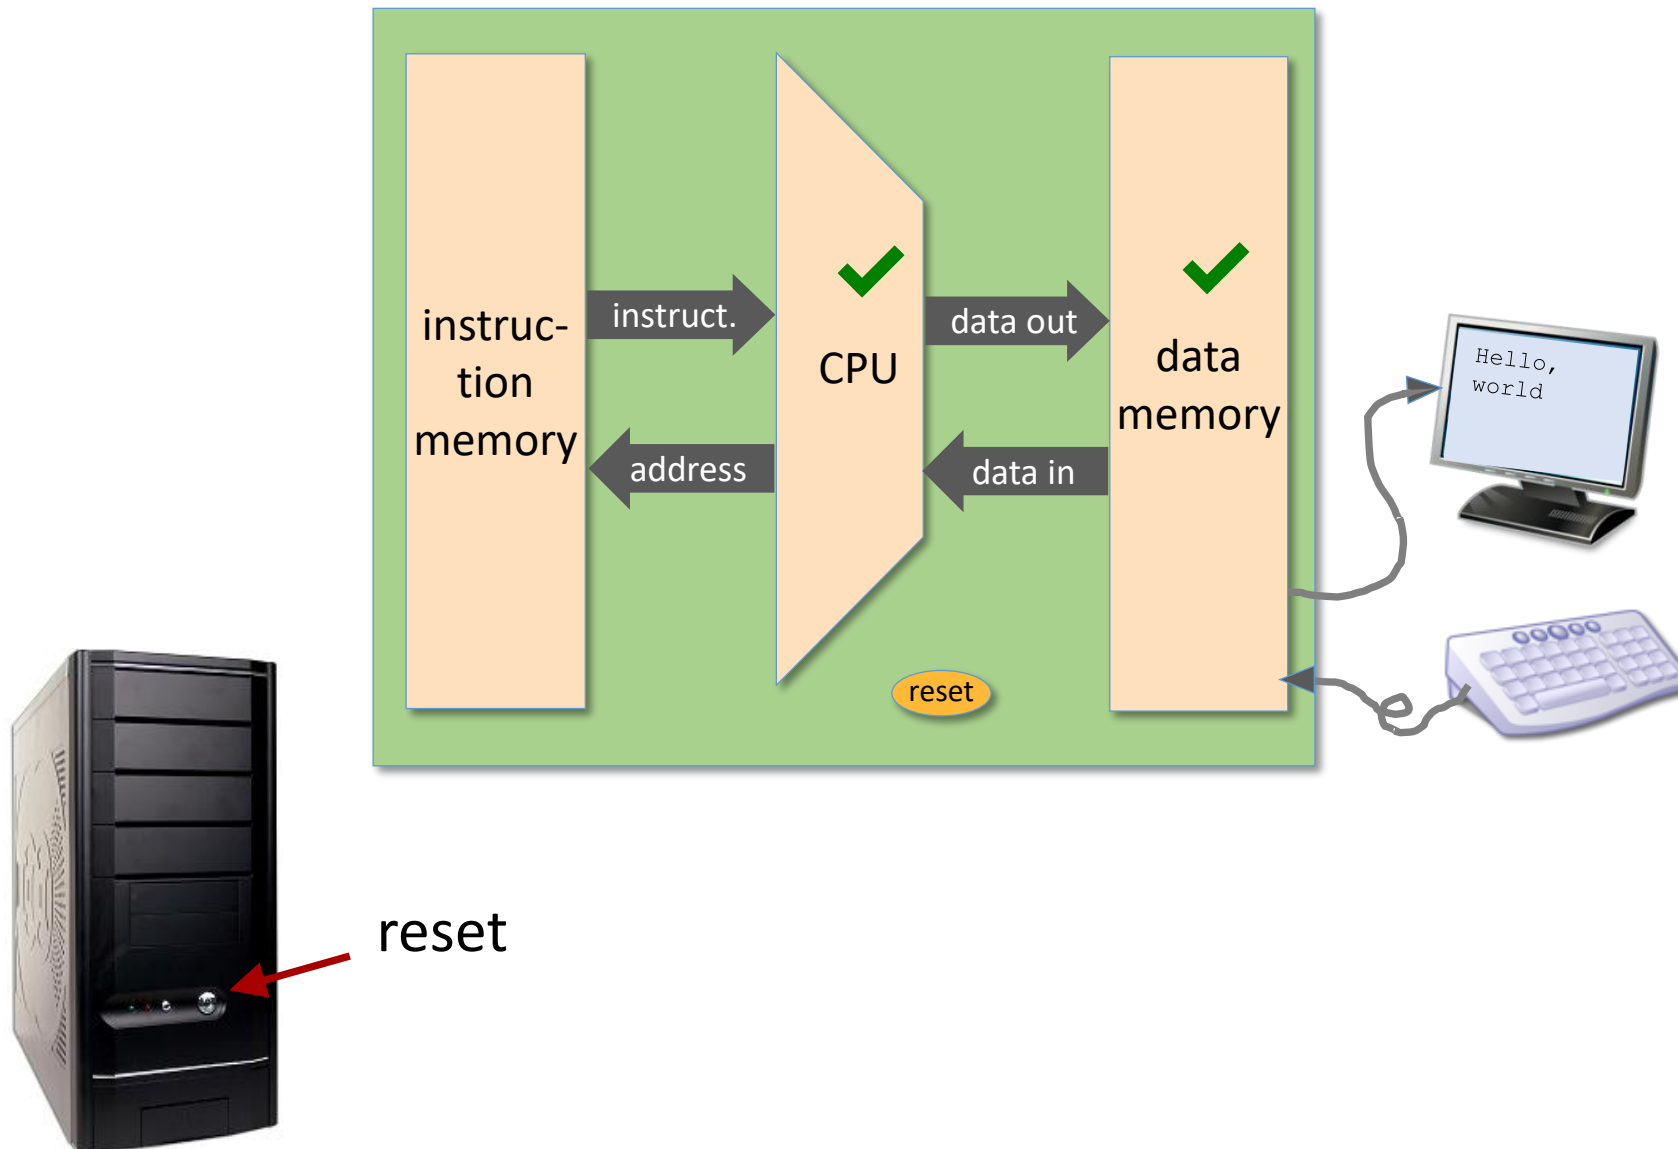 instruc-
tion
memory
instruct.
address
CPU
data out
data in
data
memory
reset
Hello,
world
reset